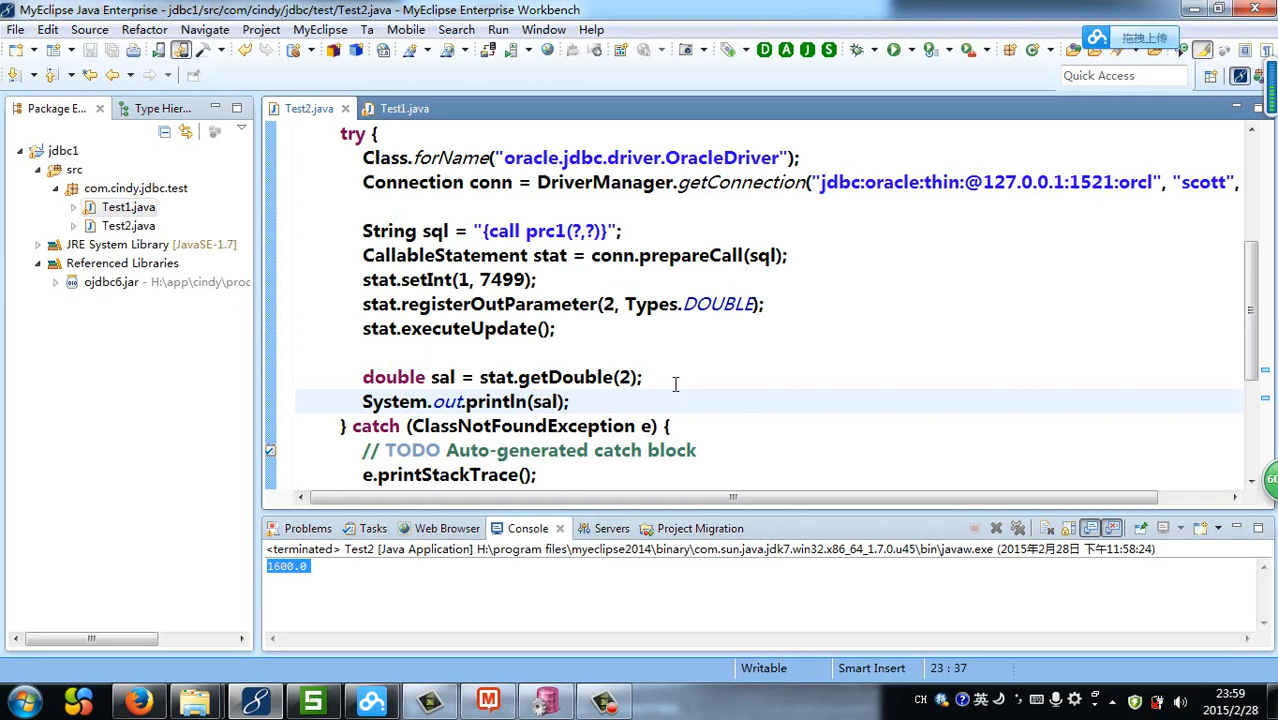 MyEclipse Java Enterprise - jdbc1/src/com/cindy/jdbc/test/Test2.java - MyEclipse Enterprise Workbench
File Edit Source Refactor Navigate Project MyEclipse Ta Mobile Search Run Window Help
拖拽上传
D A J S
Quick Access
Package E... Type Hier...
Test2.java Test1.java
jdbc1
src
com.cindy.jdbc.test
Test1.java
Test2.java
JRE System Library [JavaSE-1.7]
Referenced Libraries
ojdbc6.jar - H:\app\cindy\proc
try {
Class.forName("oracle.jdbc.driver.OracleDriver");
Connection conn = DriverManager.getConnection("jdbc:oracle:thin:@127.0.0.1:1521:orcl", "scott",
String sql = "{call prc1(?,?)}";
CallableStatement stat = conn.prepareCall(sql);
stat.setInt(1, 7499);
stat.registerOutParameter(2, Types.DOUBLE);
stat.executeUpdate();
double sal = stat.getDouble(2);
System.out.println(sal);
} catch (ClassNotFoundException e) {
// TODO Auto-generated catch block
e.printStackTrace();
60
Problems Tasks Web Browser Console Servers Project Migration
<terminated> Test2 [Java Application] H:\program files\myeclipse2014\binary\com.sun.java.jdk7.win32.x86_64_1.7.0.u45\bin\javaw.exe (2015年2月28日 下午11:58:24)
1600.0
Writable Smart Insert 23 : 37
CH 英
23:59
2015/2/28